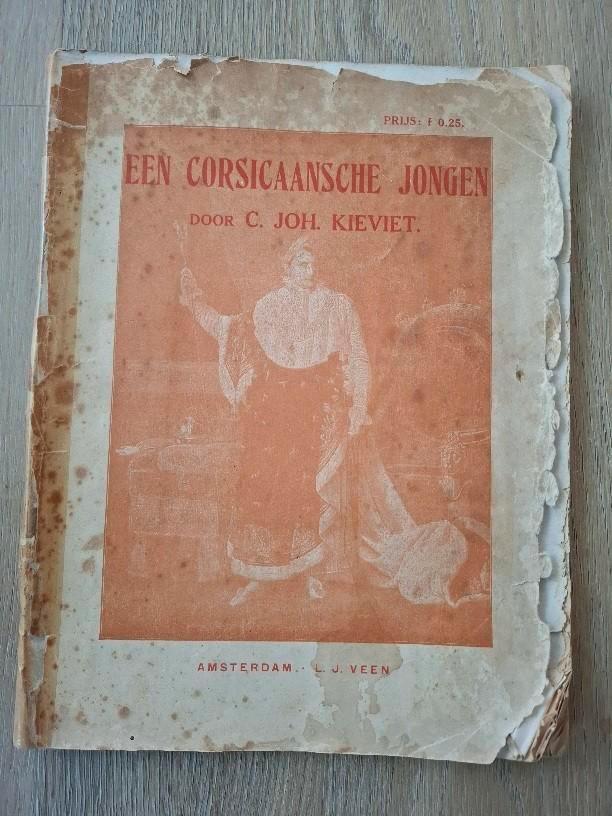 PRIJS: f 0.25.
EEN CORSICAANSCHE JONGEN
DOOR C. JOH. KIEVIET.
AMSTERDAM.- L. J. VEEN